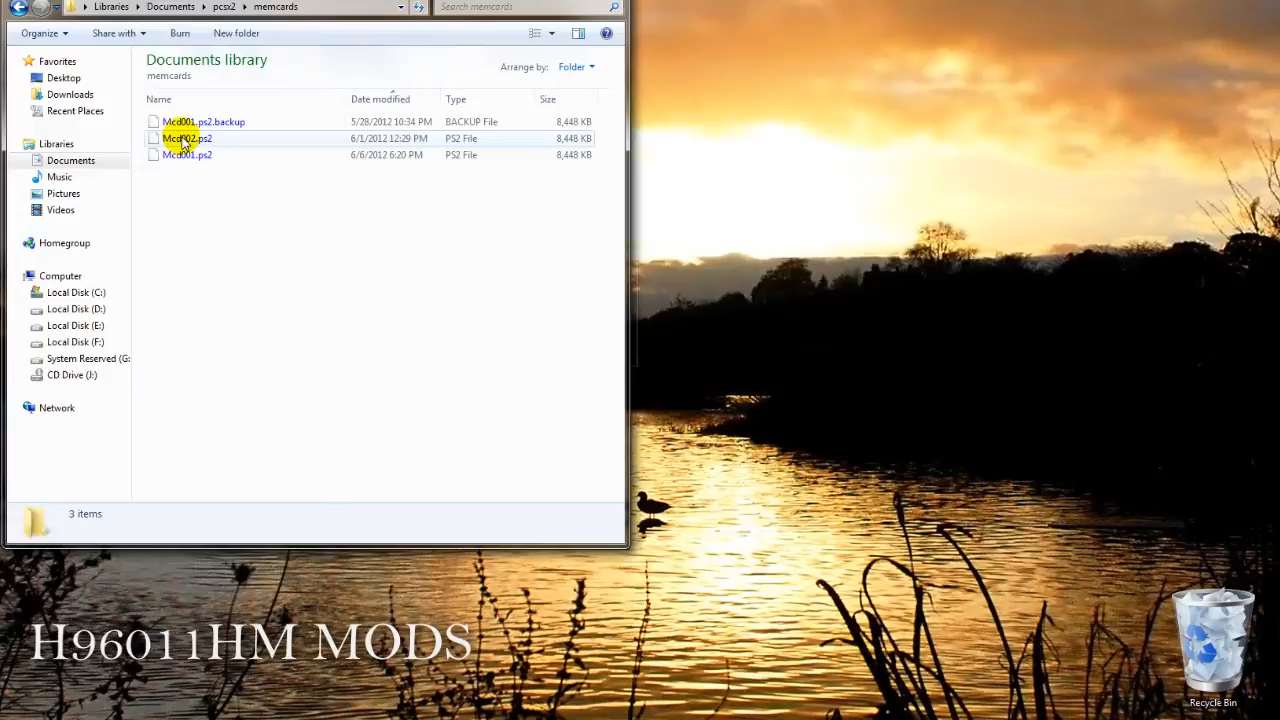 Libraries ▸ Documents ▸ pcsx2 ▸ memcards
Search memcards
Organize
Share with
Burn
New folder
Favorites
Desktop
Downloads
Recent Places
Libraries
Documents
Music
Pictures
Videos
Homegroup
Computer
Local Disk (C:)
Local Disk (D:)
Local Disk (E:)
Local Disk (F:)
System Reserved (G:
CD Drive (J:)
Network
Documents library
memcards
Arrange by: Folder
Name Date modified Type Size
Mcd001.ps2.backup 5/28/2012 10:34 PM BACKUP File 8,448 KB
Mcd002.ps2 6/1/2012 12:29 PM PS2 File 8,448 KB
Mcd001.ps2 6/6/2012 6:20 PM PS2 File 8,448 KB
3 items
H96011HM MODS
Recycle Bin